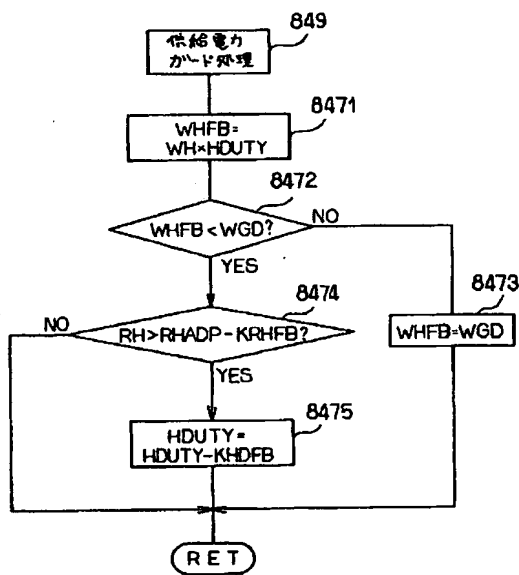 849
供給電力
ガード処理
8471
WHFB=
WH×HDUTY
8472
WHFB<WGD?
NO
YES
8473
WHFB=WGD
8474
NO
RH>RHADP-KRHFB?
YES
8475
HDUTY=
HDUTY-KHDFB
RET